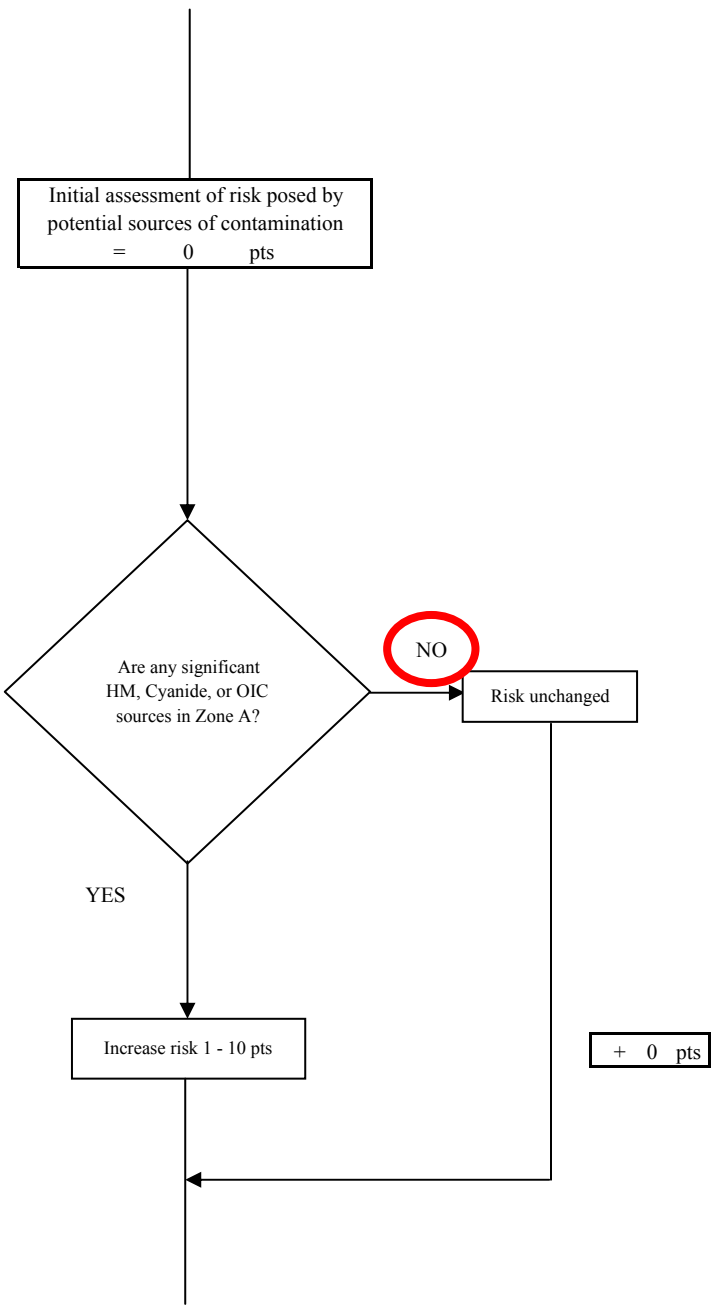 Initial assessment of risk posed by
potential sources of contamination
= 0 pts
Are any significant
HM, Cyanide, or OIC
sources in Zone A?
NO
Risk unchanged
YES
Increase risk 1 - 10 pts
+ 0 pts